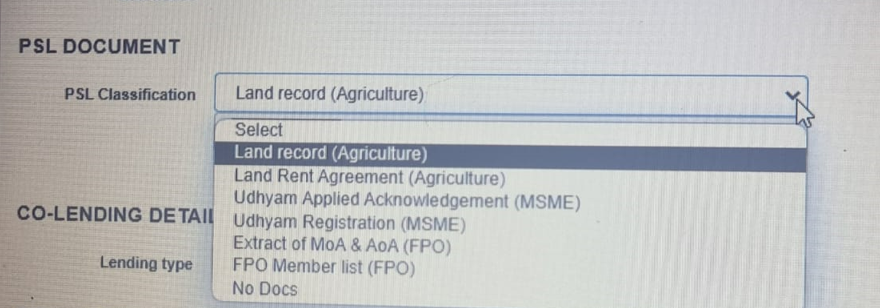 PSL DOCUMENT
PSL Classification
Land record (Agriculture)
Select
Land record (Agriculture)
Land Rent Agreement (Agriculture)
Udhyam Applied Acknowledgement (MSME)
Udhyam Registration (MSME)
Extract of MoA & AoA (FPO)
FPO Member list (FPO)
No Docs
CO-LENDING DETAIL
Lending type